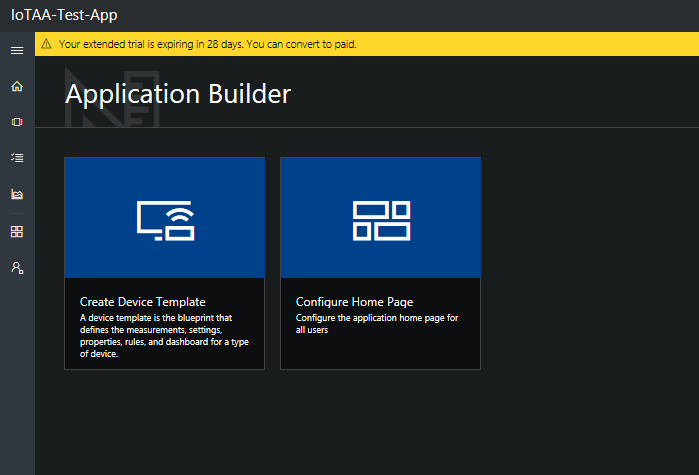 IoTAA-Test-App
Your extended trial is expiring in 28 days. You can convert to paid.
Application Builder
Create Device Template
A device template is the blueprint that
defines the measurements, settings,
properties, rules, and dashboard for a type
of device.
Configure Home Page
Configure the application home page for
all users